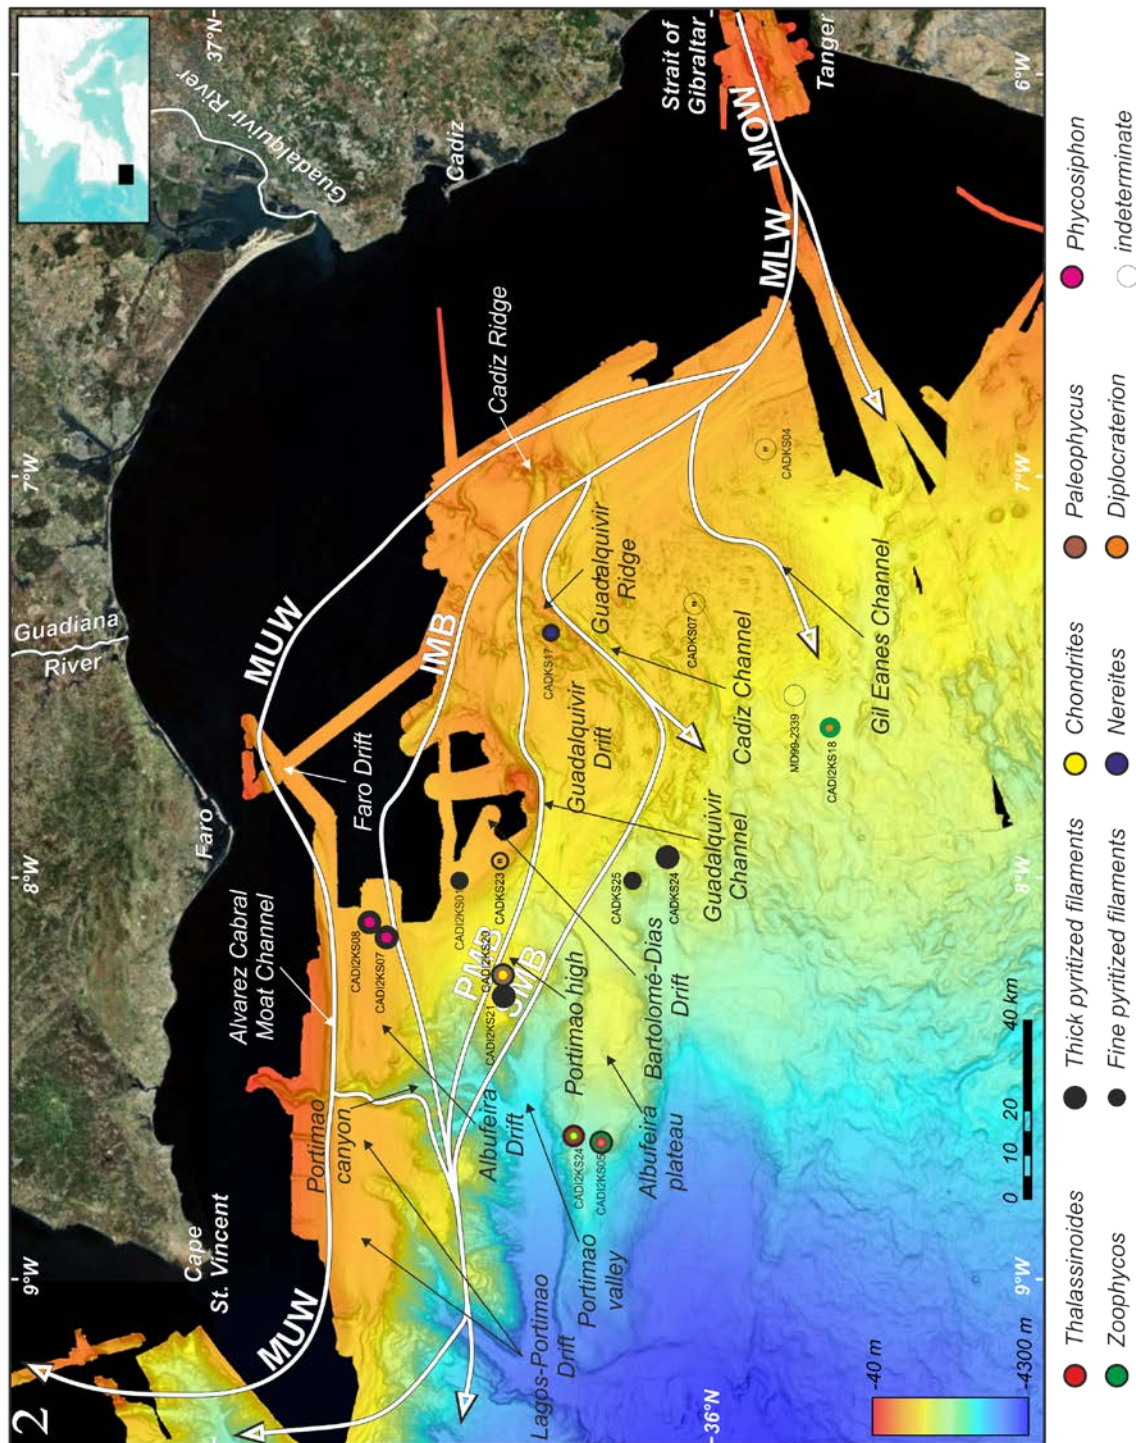 2
9°W
8°W
7°W
6°W
37°N
36°N
Cape
St. Vincent
Faro
Guadiana
River
Guadalquivir River
Cadiz
Strait of
Gibraltar
Tanger
MUW
MUW
IMB
PMB
SMB
MLW
MOW
Alvarez Cabral
Moat Channel
Faro Drift
Cadiz Ridge
Portimao
canyon
Albufeira
Drift
Lagos-Portimao
Drift
Portimao
valley
Portimao high
Albufeira
plateau
Bartolomé-Dias
Drift
Guadalquivir
Drift
Guadalquivir
Channel
Guadalquivir
Ridge
Cadiz Channel
Gil Eanes Channel
CADI2KS08
CADI2KS07
CADI2KS01
CADKS23
CADI2KS20
CADI2KS21
CADI2KS24
CADI2KS05
CADKS25
CADKS24
CADKS17
CADKS07
CADKS04
MD99-2339
CADI2KS18
-40 m
-4300 m
0 10 20 40 km
Thalassinoides
Thick pyritized filaments
Chondrites
Paleophycus
Phycosiphon
Zoophycos
Fine pyritized filaments
Nereites
Diplocraterion
indeterminate